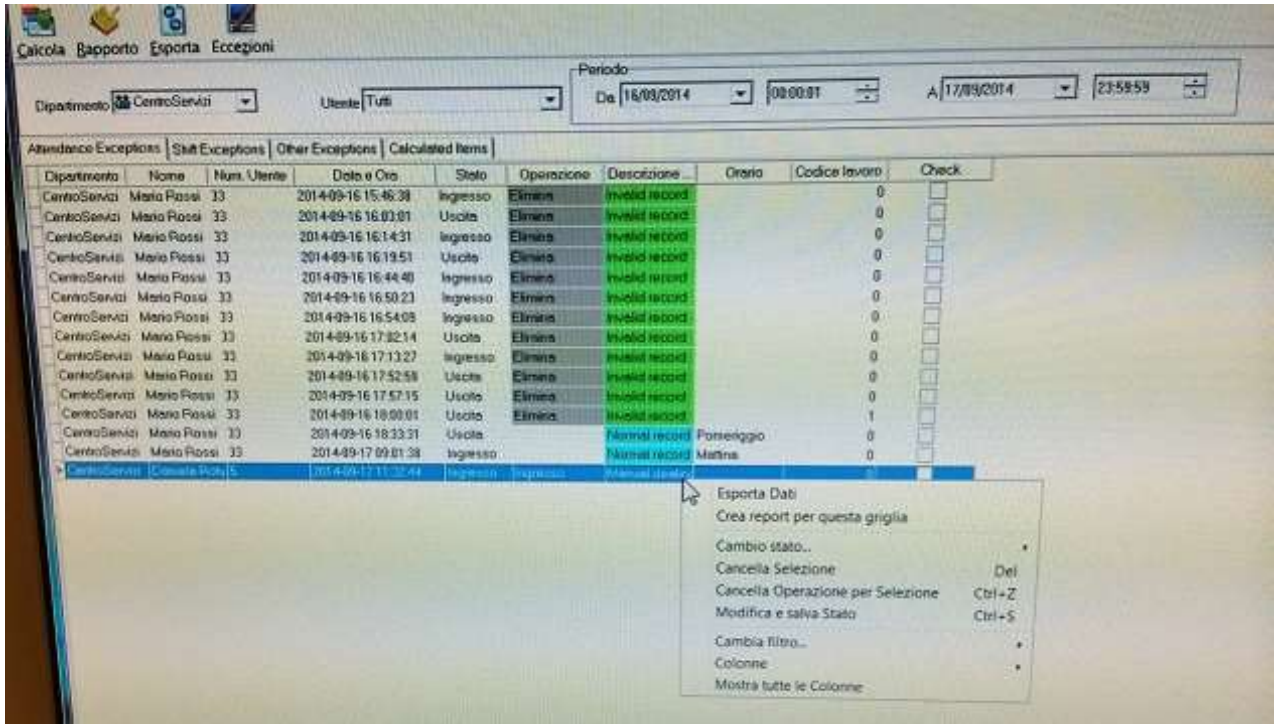 Calcola Rapporto Esporta Eccezioni
Periodo
Dipartimento CentroServizi Utente Tutti Da 16/09/2014 00:00:01 A 17/09/2014 23:59:59
Attendance Exceptions Shift Exceptions Other Exceptions Calculated Items
Dipartimento Nome Num. Utente Data e Ora Stato Operazione Descrizione... Orario Codice lavoro Check
CentroServizi Mario Rossi 33 2014-09-16 15:46:38 Ingresso Elimina Invalid record 0
CentroServizi Mario Rossi 33 2014-09-16 16:03:01 Uscita Elimina Invalid record 0
CentroServizi Mario Rossi 33 2014-09-16 16:14:31 Ingresso Elimina Invalid record 0
CentroServizi Mario Rossi 33 2014-09-16 16:19:51 Uscita Elimina Invalid record 0
CentroServizi Mario Rossi 33 2014-09-16 16:44:40 Ingresso Elimina Invalid record 0
CentroServizi Mario Rossi 33 2014-09-16 16:50:23 Ingresso Elimina Invalid record 0
CentroServizi Mario Rossi 33 2014-09-16 16:54:09 Ingresso Elimina Invalid record 0
CentroServizi Mario Rossi 33 2014-09-16 17:02:14 Uscita Elimina Invalid record 0
CentroServizi Mario Rossi 33 2014-09-16 17:13:27 Ingresso Elimina Invalid record 0
CentroServizi Mario Rossi 33 2014-09-16 17:52:58 Uscita Elimina Invalid record 0
CentroServizi Mario Rossi 33 2014-09-16 17:57:15 Uscita Elimina Invalid record 0
CentroServizi Mario Rossi 33 2014-09-16 18:00:01 Uscita Elimina Invalid record 1
CentroServizi Mario Rossi 33 2014-09-16 18:33:31 Uscita Normal record Pomeriggio 0
CentroServizi Mario Rossi 33 2014-09-17 09:01:38 Ingresso Normal record Mattina 0
CentroServizi 5 2014-09-17 11:32:44 Ingresso Ingresso Manual 0
Esporta Dati
Crea report per questa griglia
Cambio stato...
Cancella Selezione Del
Cancella Operazione per Selezione Ctrl+Z
Modifica e salva Stato Ctrl+S
Cambia filtro...
Colonne
Mostra tutte le Colonne